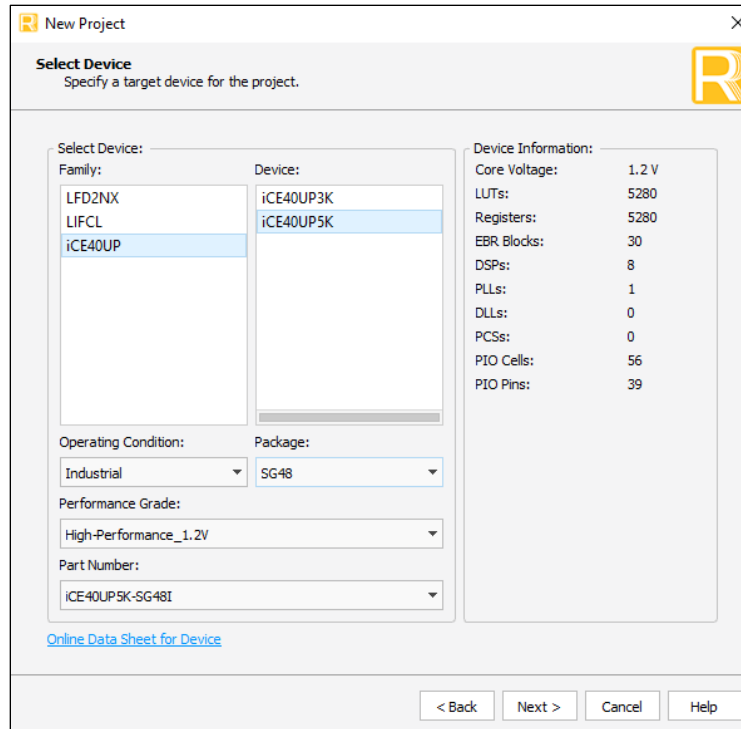 New Project
Select Device
Specify a target device for the project.
Select Device:
Family:
Device:
LFD2NX
LIFCL
iCE40UP
iCE40UP3K
iCE40UP5K
Operating Condition:
Package:
Industrial
SG48
Performance Grade:
High-Performance_1.2V
Part Number:
iCE40UP5K-SG48I
Device Information:
Core Voltage: 1.2 V
LUTs: 5280
Registers: 5280
EBR Blocks: 30
DSPs: 8
PLLs: 1
DLLs: 0
PCSs: 0
PIO Cells: 56
PIO Pins: 39
Online Data Sheet for Device
< Back
Next >
Cancel
Help